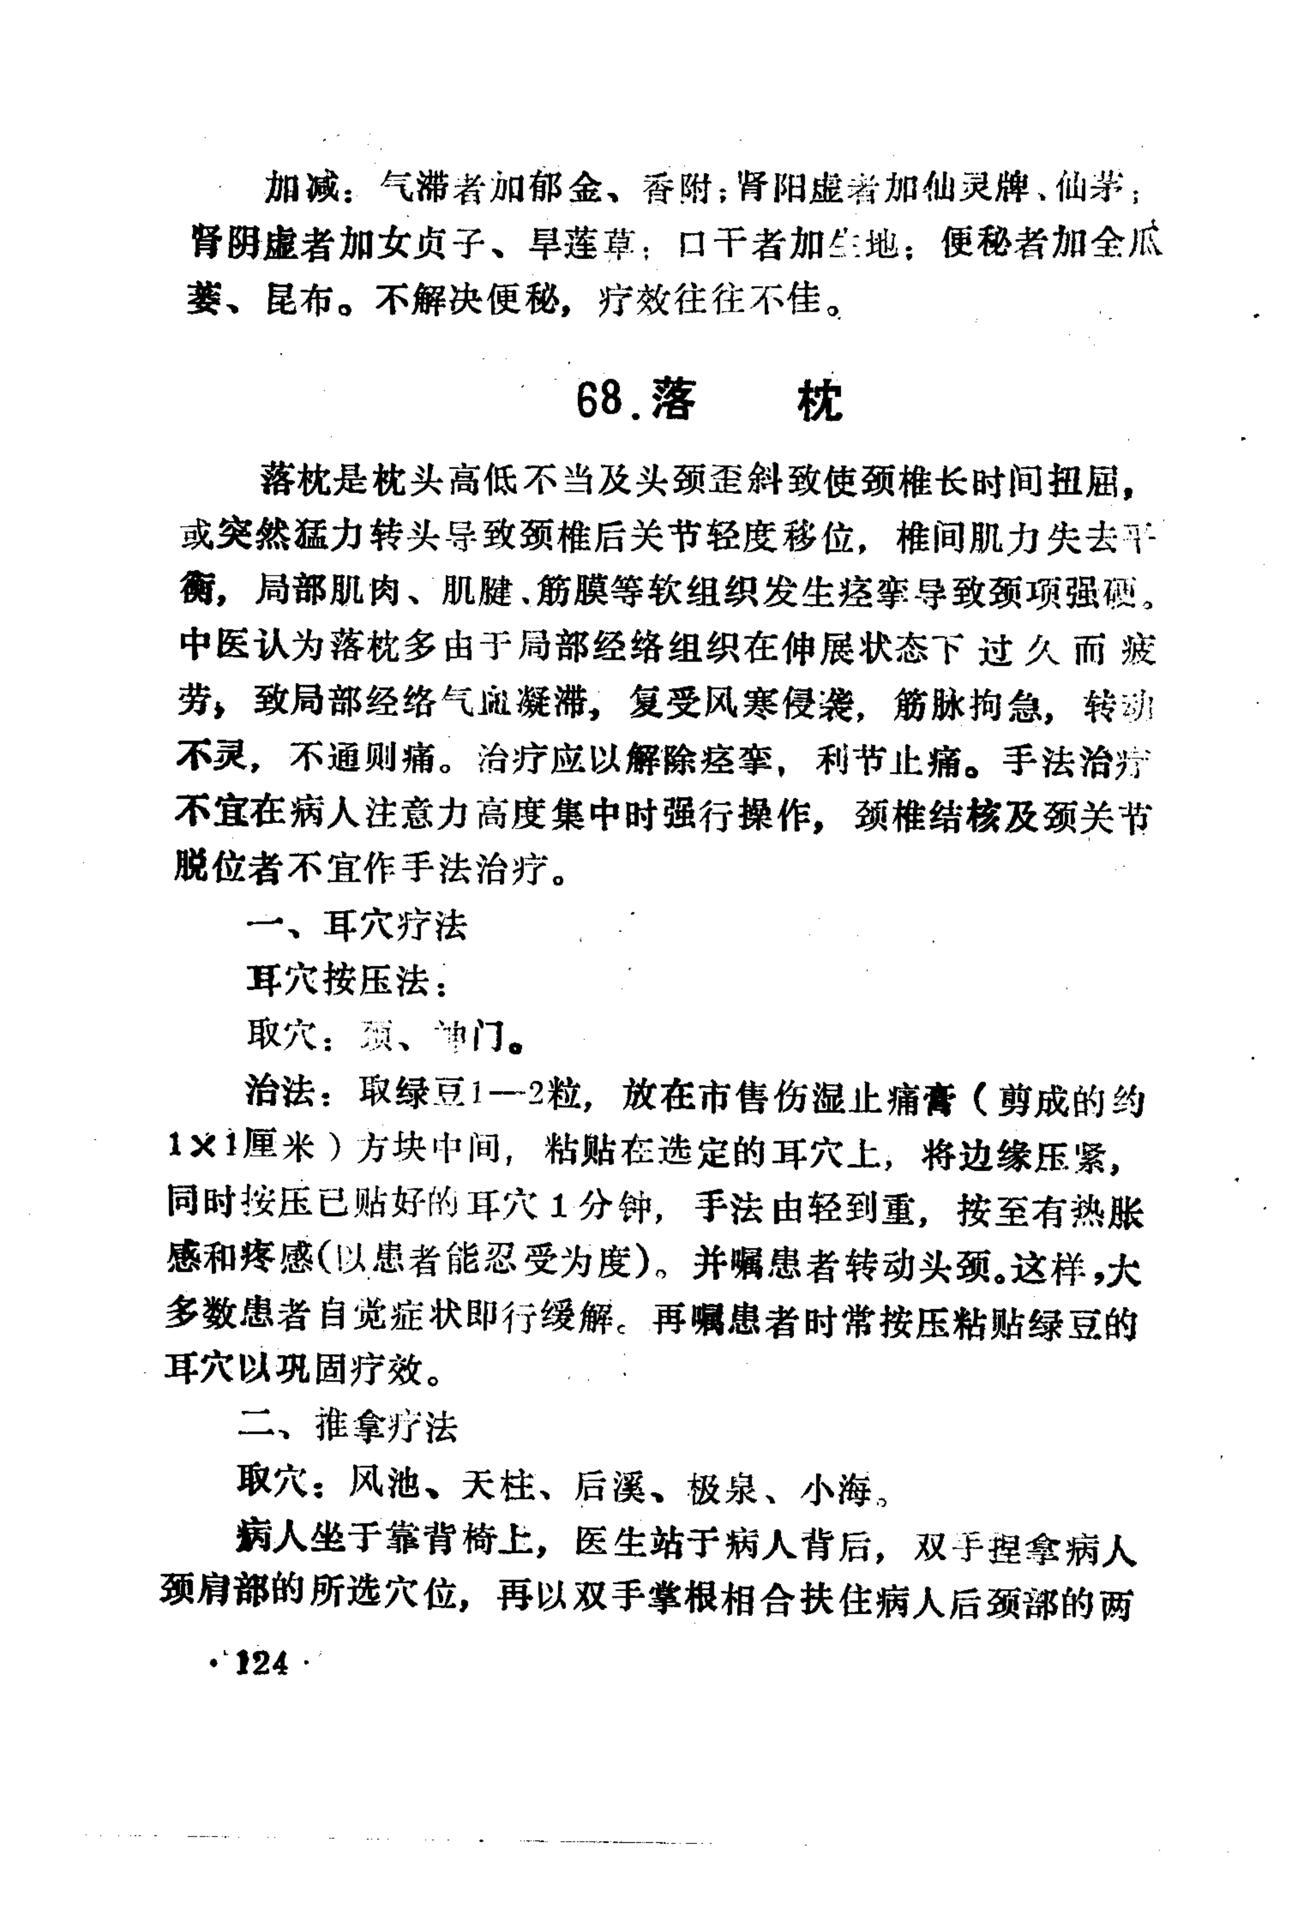 加减：气滞者加郁金、香附；肾阳虚者加仙灵牌、仙茅；
肾阴虚者加女贞子、旱莲草；口干者加生地；便秘者加全瓜
蒌、昆布。不解决便秘，疗效往往不佳。
68.落 枕
落枕是枕头高低不当及头颈歪斜致使颈椎长时间扭屈，
或突然猛力转头导致颈椎后关节轻度移位，椎间肌力失去平
衡，局部肌肉、肌腱、筋膜等软组织发生痉挛导致颈项强硬。
中医认为落枕多由于局部经络组织在伸展状态下过久而疲
劳，致局部经络气血凝滞，复受风寒侵袭，筋脉拘急，转动
不灵，不通则痛。治疗应以解除痉挛，利节止痛。手法治疗
不宜在病人注意力高度集中时强行操作，颈椎结核及颈关节
脱位者不宜作手法治疗。
一、耳穴疗法
耳穴按压法：
取穴：颈、神门。
治法：取绿豆1—2粒，放在市售伤湿止痛膏（剪成的约
1×1厘米）方块中间，粘贴在选定的耳穴上，将边缘压紧，
同时按压已贴好的耳穴1分钟，手法由轻到重，按至有热胀
感和疼感(以患者能忍受为度)。并嘱患者转动头颈。这样，大
多数患者自觉症状即行缓解。再嘱患者时常按压粘贴绿豆的
耳穴以巩固疗效。
二、推拿疗法
取穴：风池、天柱、后溪、极泉、小海。
病人坐于靠背椅上，医生站于病人背后，双手捏拿病人
颈肩部的所选穴位，再以双手掌根相合扶住病人后颈部的两
·124·